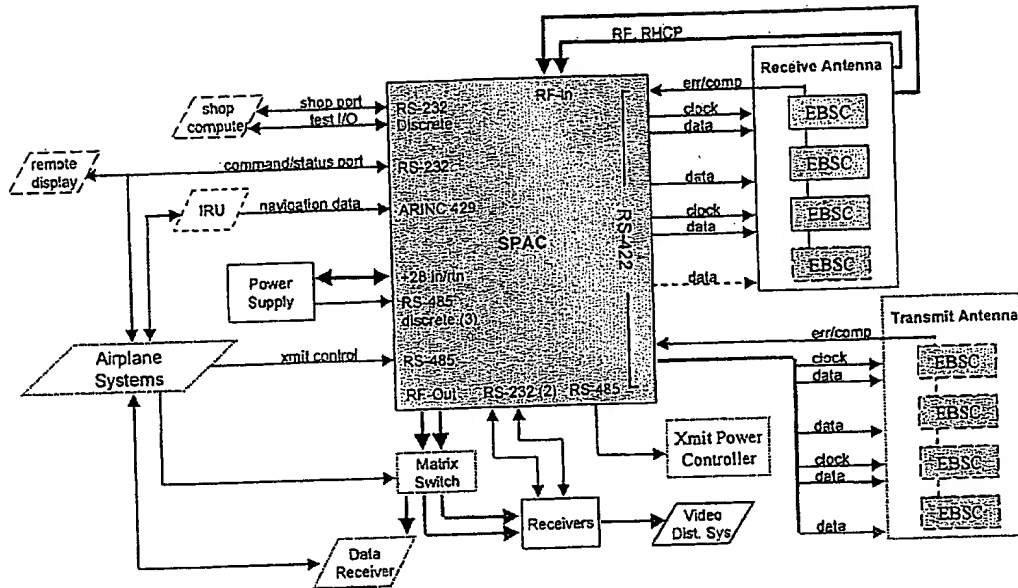 RF, RHCP
Receive Antenna
err/comp
clock
data
data
clock
data
data
EBSC
EBSC
EBSC
EBSC
shop
compute
shop port
test I/O
RS-232
Discrete
RF-In
remote
display
command/status port
RS-232
IRU
navigation data
ARINC-429
SPAC
RS-422
Power
Supply
+28 in/rtn
RS-485
discrete (3)
Airplane
Systems
xmit control
RS-485
RF-Out
RS-232 (2)
RS-485
Transmit Antenna
err/comp
clock
data
data
clock
data
data
EBSC
EBSC
EBSC
EBSC
Matrix
Switch
Xmit Power
Controller
Receivers
Video
Dist. Sys
Data
Receiver